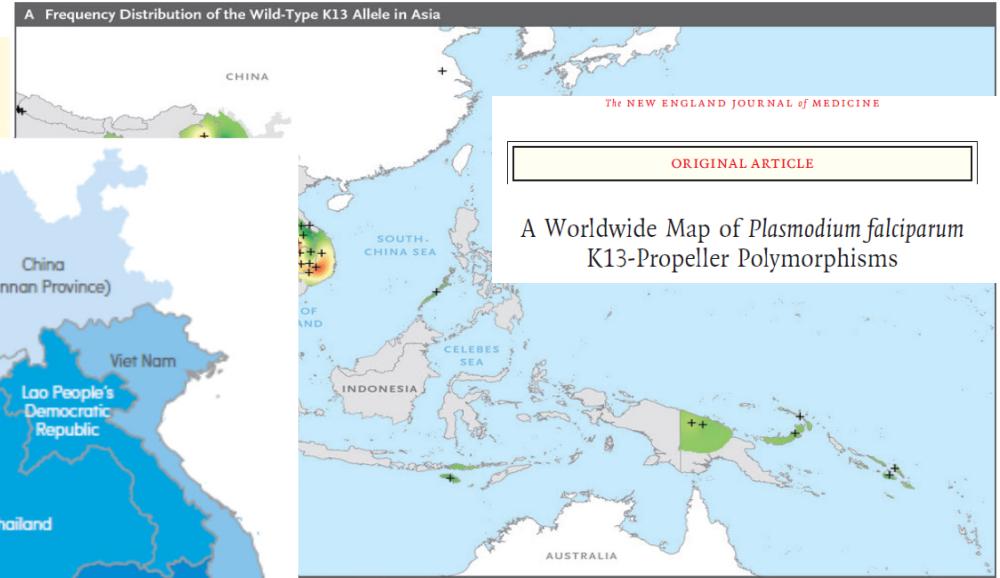 A Frequency Distribution of the Wild-Type K13 Allele in Asia
CHINA
The NEW ENGLAND JOURNAL of MEDICINE
ORIGINAL ARTICLE
A Worldwide Map of Plasmodium falciparum
K13-Propeller Polymorphisms
SOUTH-
CHINA SEA
OF
AND
CELEBES
SEA
INDONESIA
AUSTRALIA
China
nnan Province)
Viet Nam
Lao People's
Democratic
Republic
hailand